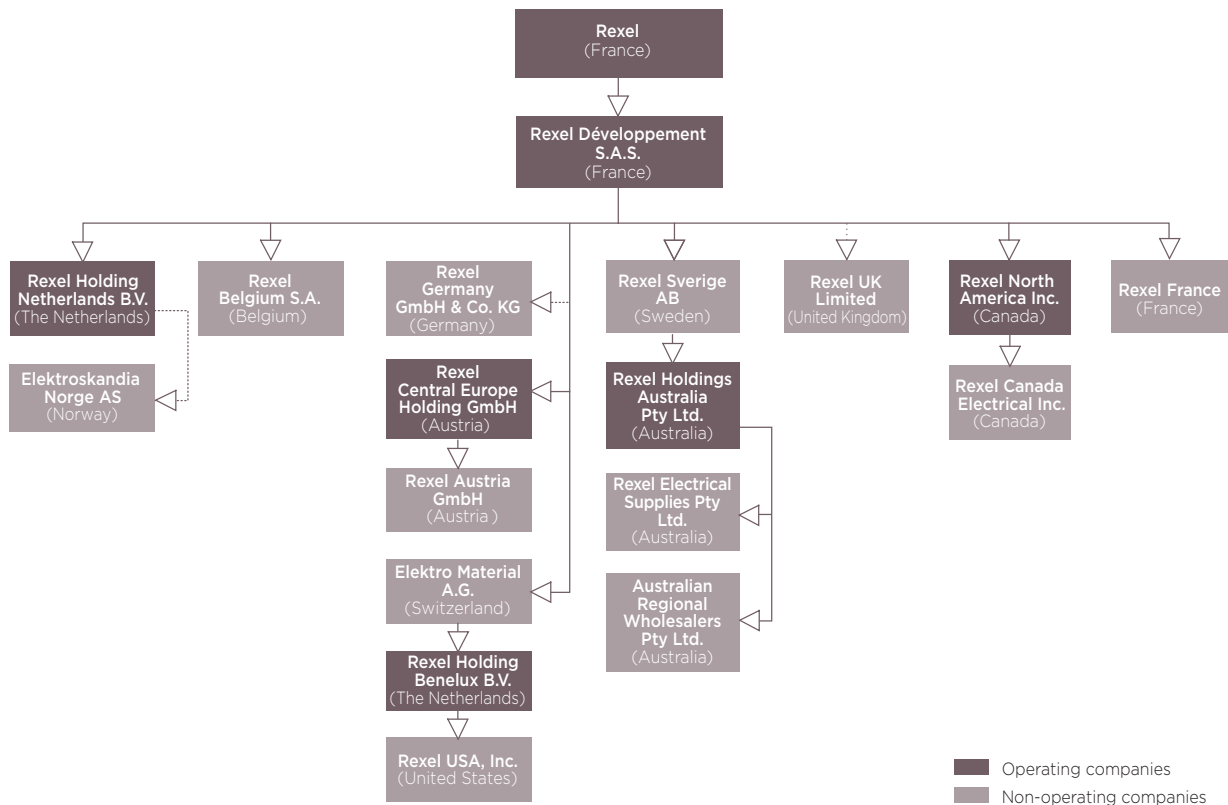 Rexel
(France)
Rexel Développement
S.A.S.
(France)
Rexel Holding
Netherlands B.V.
(The Netherlands)
Rexel
Belgium S.A.
(Belgium)
Rexel
Germany
GmbH & Co. KG
(Germany)
Rexel Sverige
AB
(Sweden)
Rexel UK
Limited
(United Kingdom)
Rexel North
America Inc.
(Canada)
Rexel France
(France)
Elektroskandia
Norge AS
(Norway)
Rexel
Central Europe
Holding GmbH
(Austria)
Rexel Holdings
Australia
Pty Ltd.
(Australia)
Rexel Canada
Electrical Inc.
(Canada)
Rexel Austria
GmbH
(Austria )
Rexel Electrical
Supplies Pty
Ltd.
(Australia)
Elektro Material
A.G.
(Switzerland)
Australian
Regional
Wholesalers
Pty Ltd.
(Australia)
Rexel Holding
Benelux B.V.
(The Netherlands)
Rexel USA, Inc.
(United States)
Operating companies
Non-operating companies